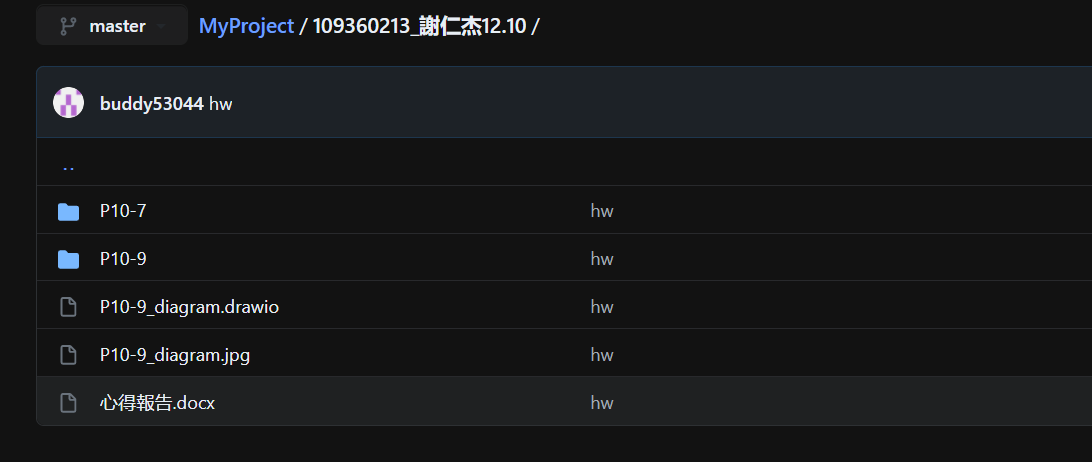 master MyProject / 109360213_謝仁杰12.10 /
buddy53044 hw
..
P10-7 hw
P10-9 hw
P10-9_diagram.drawio hw
P10-9_diagram.jpg hw
心得報告.docx hw